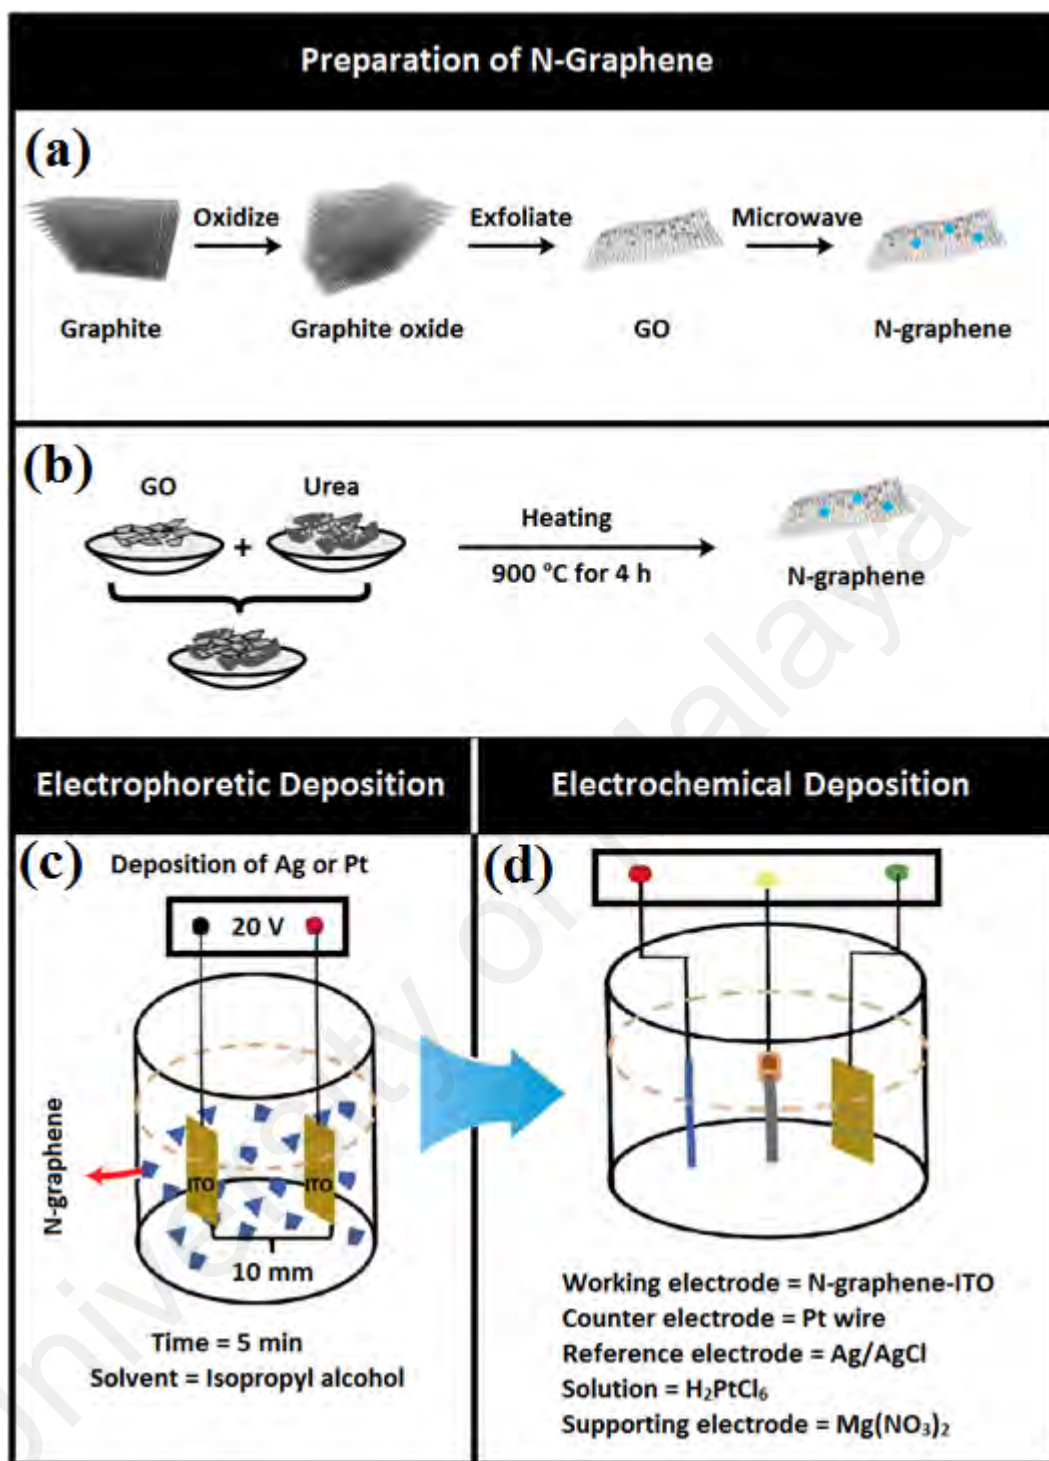 Preparation of N-Graphene
(a)
Oxidize
Exfoliate
Microwave
Graphite
Graphite oxide
GO
N-graphene
(b)
GO
Urea
+
Heating
900 °C for 4 h
N-graphene
Electrophoretic Deposition
Electrochemical Deposition
(c)
Deposition of Ag or Pt
20 V
N-graphene
ITO
ITO
10 mm
Time = 5 min
Solvent = Isopropyl alcohol
(d)
Working electrode = N-graphene-ITO
Counter electrode = Pt wire
Reference electrode = Ag/AgCl
Solution = H₂PtCl₆
Supporting electrode = Mg(NO₃)₂
University of Malaya